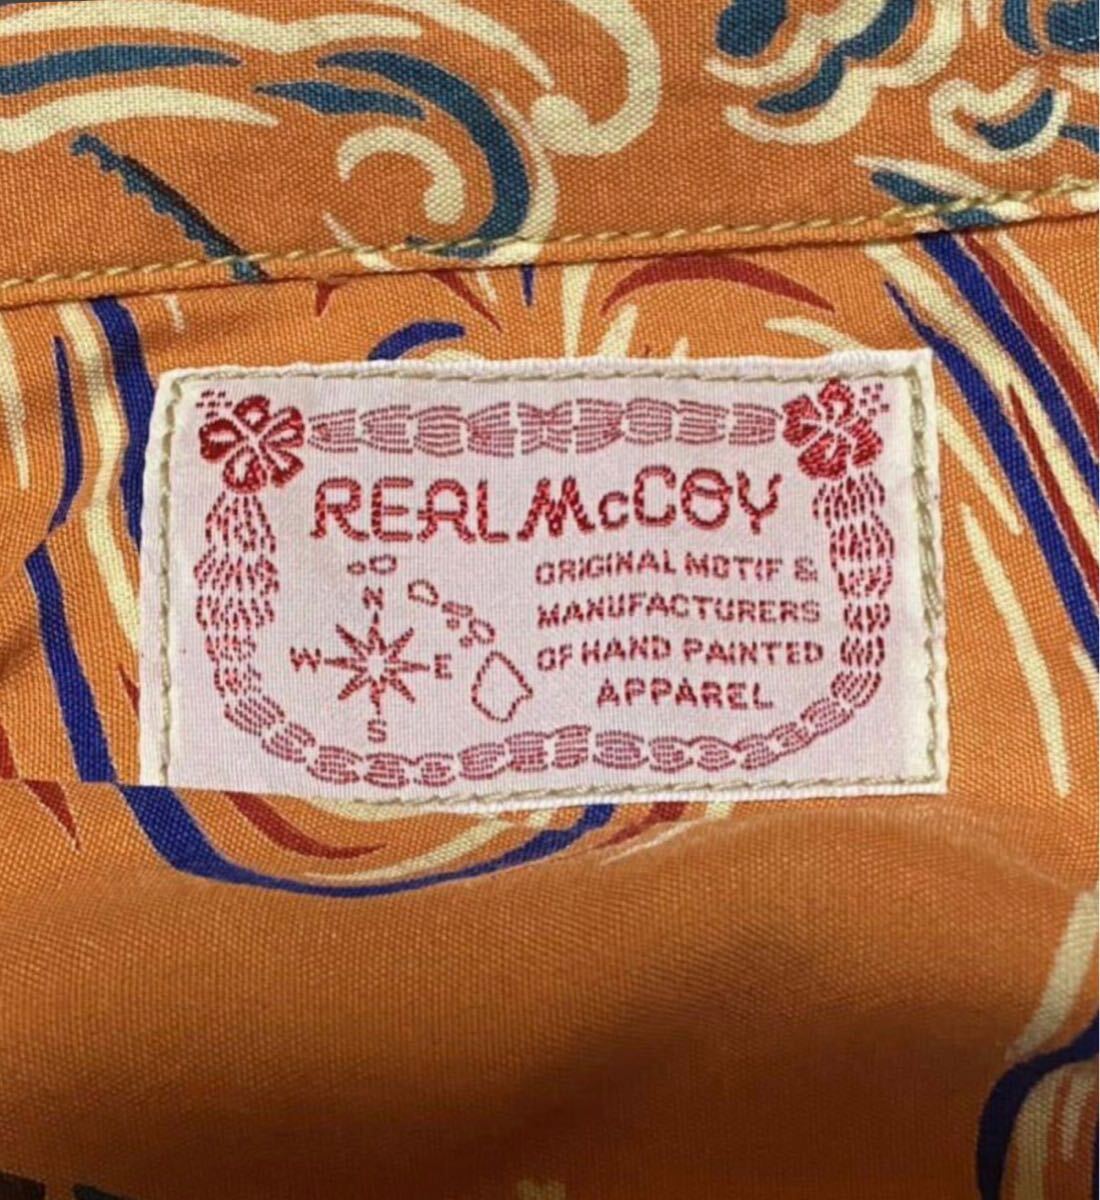 REAL McCOY
ORIGINAL MOTIF &
MANUFACTURERS
OF HAND PAINTED
APPAREL
N
W E
S